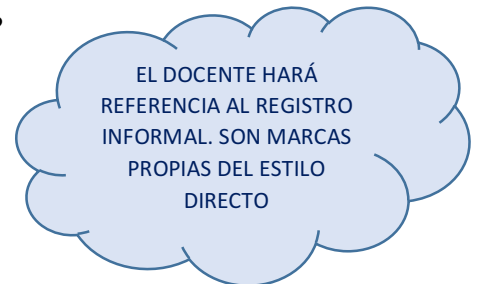 EL DOCENTE HARÁ
REFERENCIA AL REGISTRO
INFORMAL. SON MARCAS
PROPIAS DEL ESTILO
DIRECTO